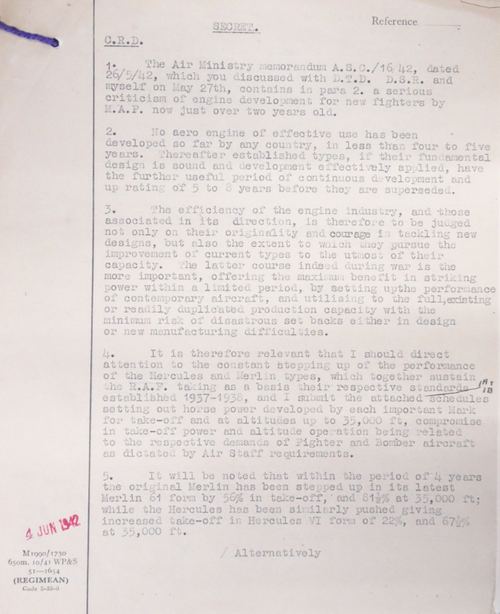 SECRET.
Reference
C.R.D.
1. The Air Ministry memorandum A.S.C./16/42, dated
26/5/42, which you discussed with D.T.D. D.S.R. and
myself on May 27th, contains in para 2. a serious
criticism of engine development for new fighters by
M.A.P. now just over two years old.
2. No aero engine of effective use has been
developed so far by any country, in less than four to five
years. Thereafter established types, if their fundamental
design is sound and development effectively applied, have
the further useful period of continuous development and
up rating of 5 to 8 years before they are superseded.
3. The efficiency of the engine industry, and those
associated in its direction, is therefore to be judged
not only on their originality and courage in tackling new
designs, but also the extent to which they pursue the
improvement of current types to the utmost of their
capacity. The latter course indeed during war is the
more important, offering the maximum benefit in striking
power within a limited period, by setting upths performance
of contemporary aircraft, and utilising to the full,existing
or readily duplicated production capacity with the
minimum risk of disastrous set backs either in design
or new manufacturing difficulties.
4. It is therefore relevant that I should direct
attention to the constant stepping up of the performance
of the Hercules and Merlin types, which together sustain
the R.A.F. taking as a basis their respective standards
established 1937-1938, and I submit the attached schedules
setting out horse power developed by each important Mark
for take-off and at altitudes up to 35,000 ft, compromise
in take-off power and altitude operation being related
to the respective demands of Fighter and Bomber aircraft
as dictated by Air Staff requirements.
5. It will be noted that within the period of 4 years
the original Merlin has been stepped up in its latest
Merlin 61 form by 56% in take-off, and 81½% at 35,000 ft;
while the Hercules has been similarly pushed giving
increased take-off in Hercules VI form of 22%, and 67½%
at 35,000 ft.
/ Alternatively
4 JUN 1942
M1990/1730
650m. 10/41 WP&S
51—1634
(REGIMEAN)